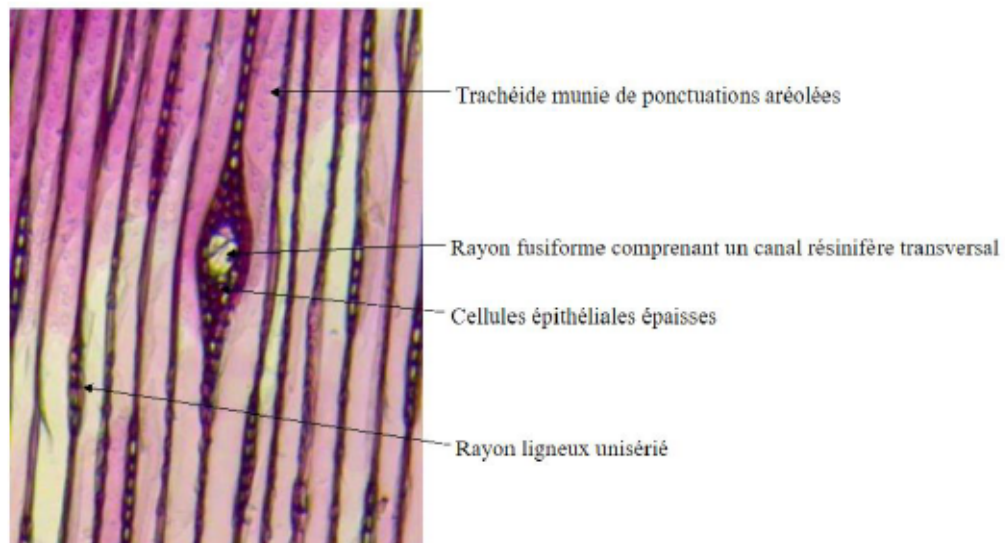 Trachéide munie de ponctuations aréolées
Rayon fusiforme comprenant un canal résinifère transversal
Cellules épithéliales épaisses
Rayon ligneux unisérié